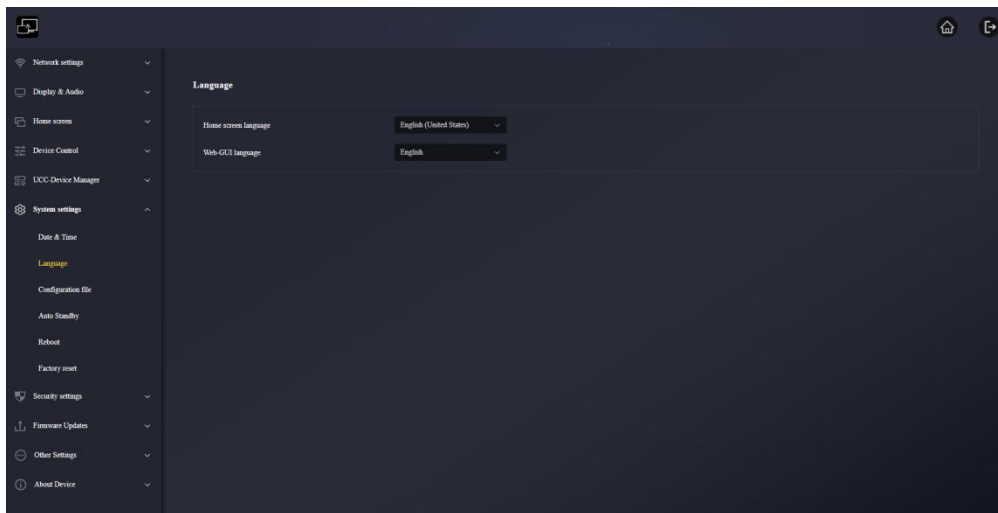 Network settings
Display & Audio
Home screen
Device Control
UCC-Device Manager
System settings
Date & Time
Language
Configuration file
Auto Standby
Reboot
Factory reset
Security settings
Firmware Updates
Other Settings
About Device
Language
Home screen language English (United States)
Web-GUI language English